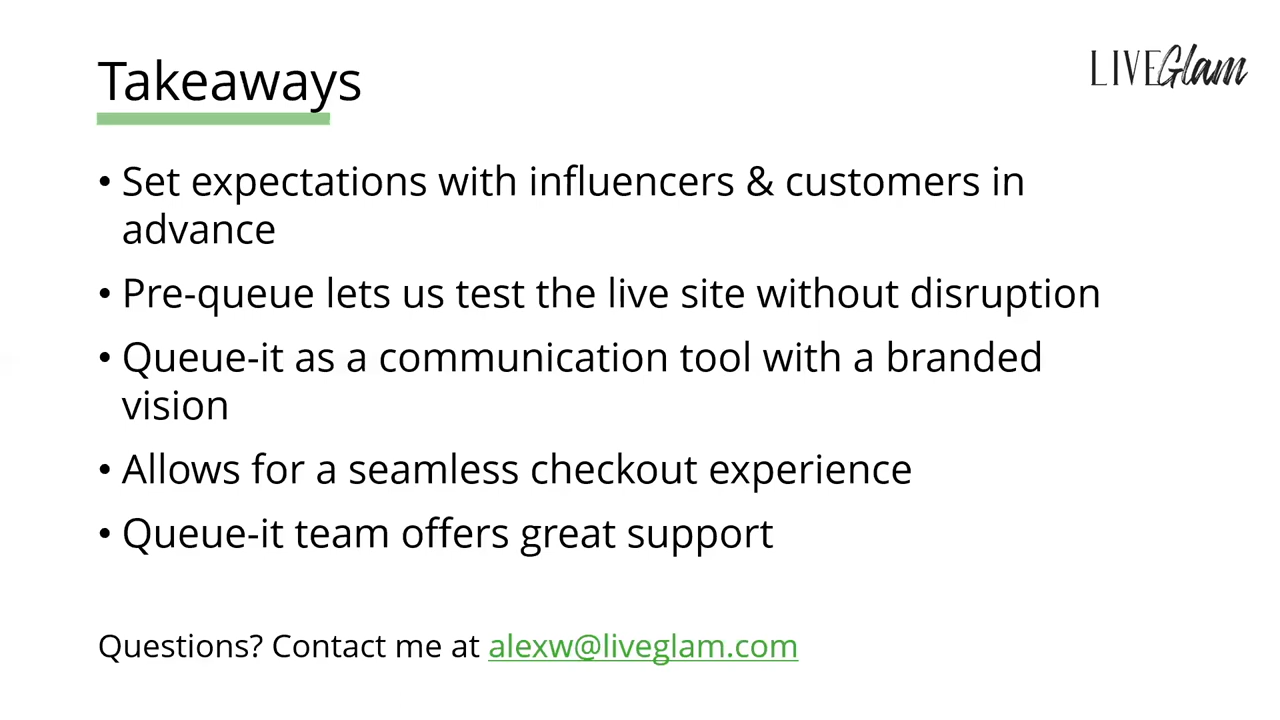 Takeaways
LIVEGlam
• Set expectations with influencers & customers in
advance
• Pre-queue lets us test the live site without disruption
• Queue-it as a communication tool with a branded
vision
• Allows for a seamless checkout experience
• Queue-it team offers great support
Questions? Contact me at alexw@liveglam.com